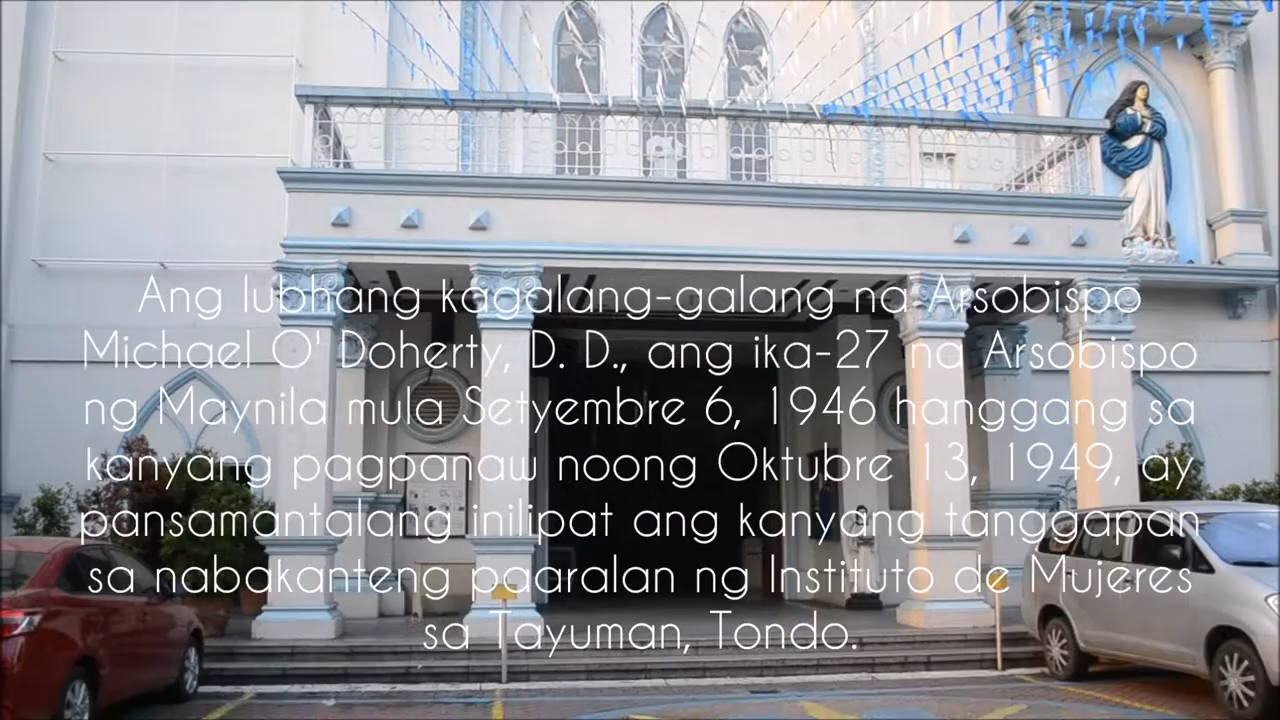 Ang lubhang kagalang-galang na Arsobispo
Michael O' Doherty, D. D., ang ika-27 na Arsobispo
ng Maynila mula Setyembre 6, 1946 hanggang sa
kanyang pagpanaw noong Oktubre 13, 1949, ay
pansamantalang inilipat ang kanyang tanggapan
sa nabakanteng paaralan ng Instituto de Mujeres
sa Tayuman, Tondo.